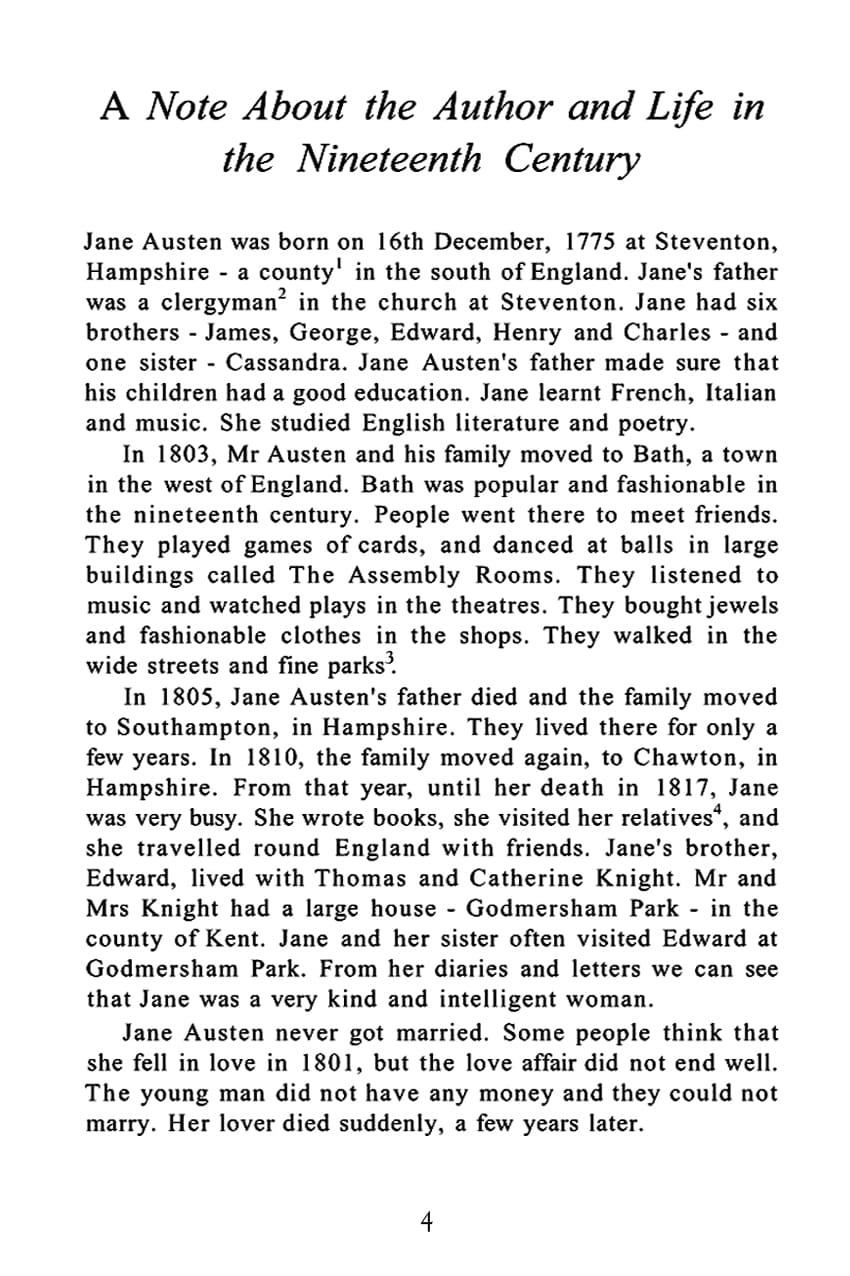 A Note About the Author and Life in
the Nineteenth Century
Jane Austen was born on 16th December, 1775 at Steventon,
Hampshire - a county¹ in the south of England. Jane's father
was a clergyman² in the church at Steventon. Jane had six
brothers - James, George, Edward, Henry and Charles - and
one sister - Cassandra. Jane Austen's father made sure that
his children had a good education. Jane learnt French, Italian
and music. She studied English literature and poetry.
In 1803, Mr Austen and his family moved to Bath, a town
in the west of England. Bath was popular and fashionable in
the nineteenth century. People went there to meet friends.
They played games of cards, and danced at balls in large
buildings called The Assembly Rooms. They listened to
music and watched plays in the theatres. They bought jewels
and fashionable clothes in the shops. They walked in the
wide streets and fine parks³.
In 1805, Jane Austen's father died and the family moved
to Southampton, in Hampshire. They lived there for only a
few years. In 1810, the family moved again, to Chawton, in
Hampshire. From that year, until her death in 1817, Jane
was very busy. She wrote books, she visited her relatives⁴, and
she travelled round England with friends. Jane's brother,
Edward, lived with Thomas and Catherine Knight. Mr and
Mrs Knight had a large house - Godmersham Park - in the
county of Kent. Jane and her sister often visited Edward at
Godmersham Park. From her diaries and letters we can see
that Jane was a very kind and intelligent woman.
Jane Austen never got married. Some people think that
she fell in love in 1801, but the love affair did not end well.
The young man did not have any money and they could not
marry. Her lover died suddenly, a few years later.
4